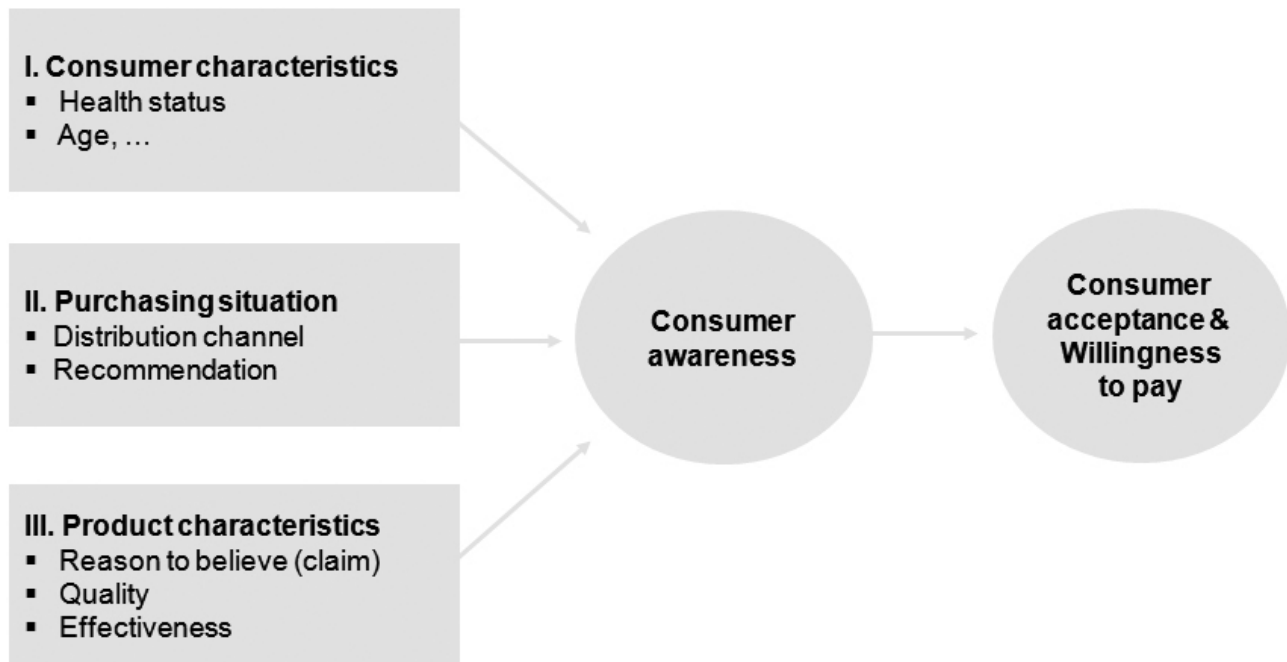 I. Consumer characteristics
▪ Health status
▪ Age, …
II. Purchasing situation
▪ Distribution channel
▪ Recommendation
III. Product characteristics
▪ Reason to believe (claim)
▪ Quality
▪ Effectiveness
Consumer
awareness
Consumer
acceptance &
Willingness
to pay